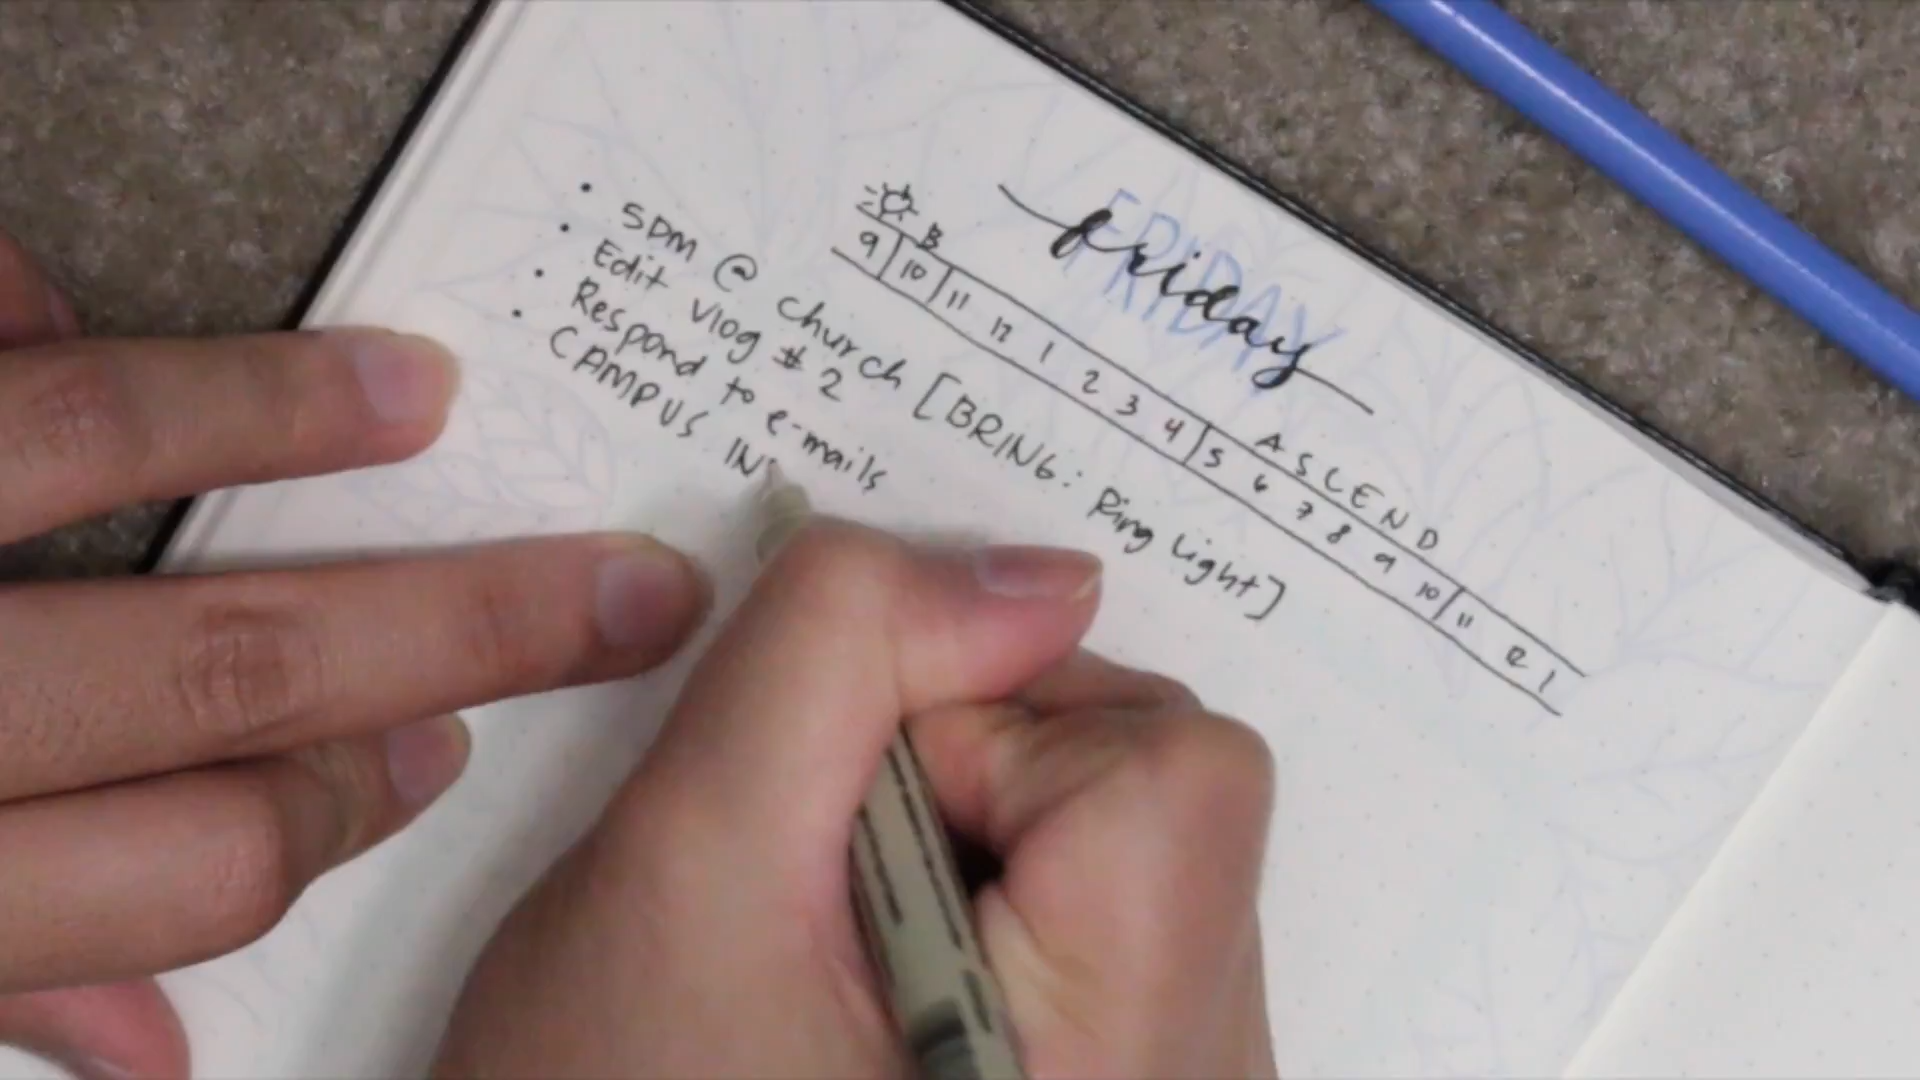 FRIDAY
friday
B
ASCEND
9 10 11 12 1 2 3 4 5 6 7 8 9 10 11 12 1
• SDM @ church [BRING: Ring Light]
• Edit vlog #2
• Respond to e-mails
• CAMPUS IN